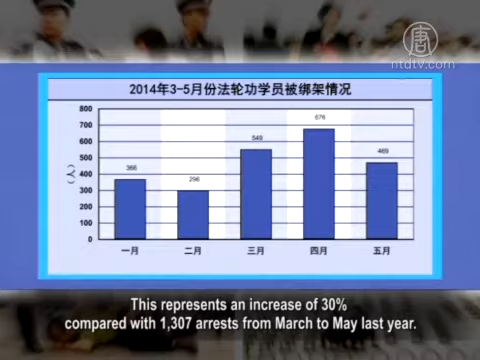 唐
ntdtv.com
2014年3-5月份法轮功学员被绑架情况
800
700
600
500
400
300
200
100
0
(人)
366
296
549
676
469
一月
二月
三月
四月
五月
This represents an increase of 30%
compared with 1,307 arrests from March to May last year.